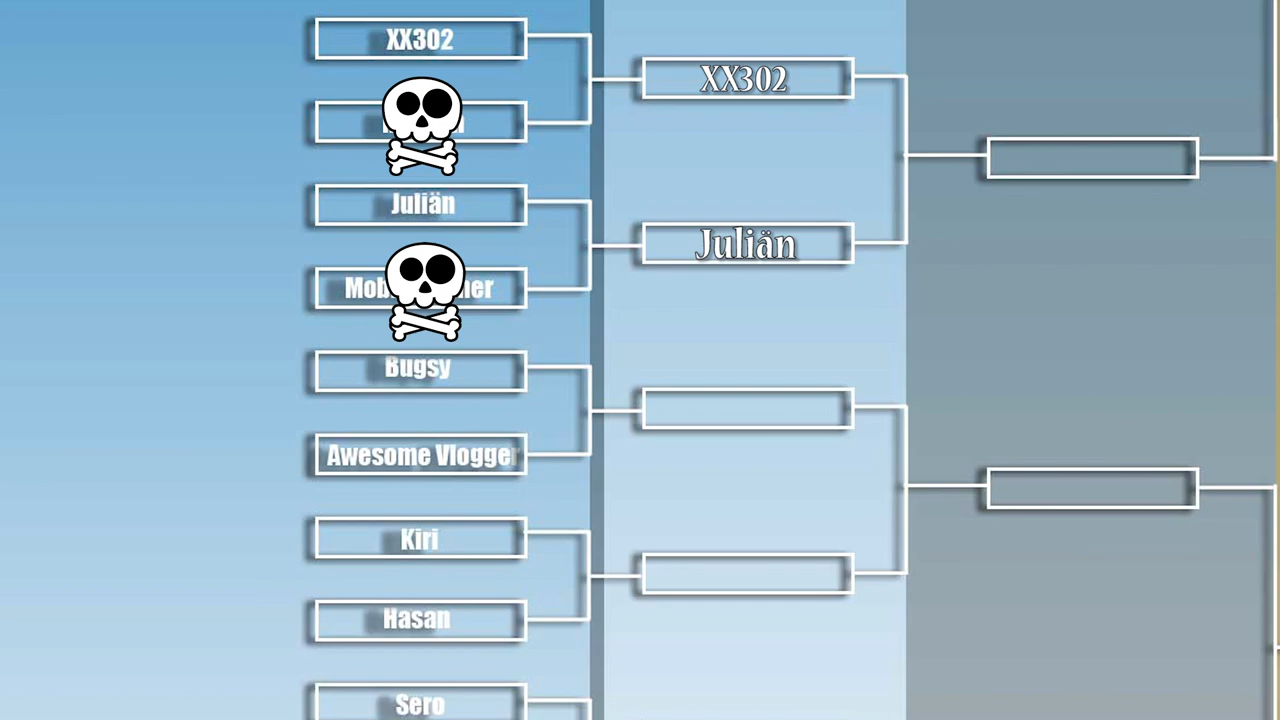 XX302
Juliän
Bugsy
Awesome Vlogger
Kiri
Hasan
Sero
XX302
Juliän